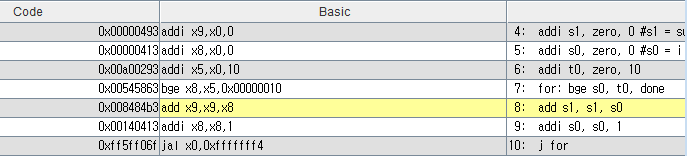 Code Basic
0x00000493 addi x9,x0,0 4: addi s1, zero, 0 #s1 = su
0x00000413 addi x8,x0,0 5: addi s0, zero, 0 #s0 = i
0x00a00293 addi x5,x0,10 6: addi t0, zero, 10
0x00545863 bge x8,x5,0x00000010 7: for: bge s0, t0, done
0x008484b3 add x9,x9,x8 8: add s1, s1, s0
0x00140413 addi x8,x8,1 9: addi s0, s0, 1
0xff5ff06f jal x0,0xfffffff4 10: j for